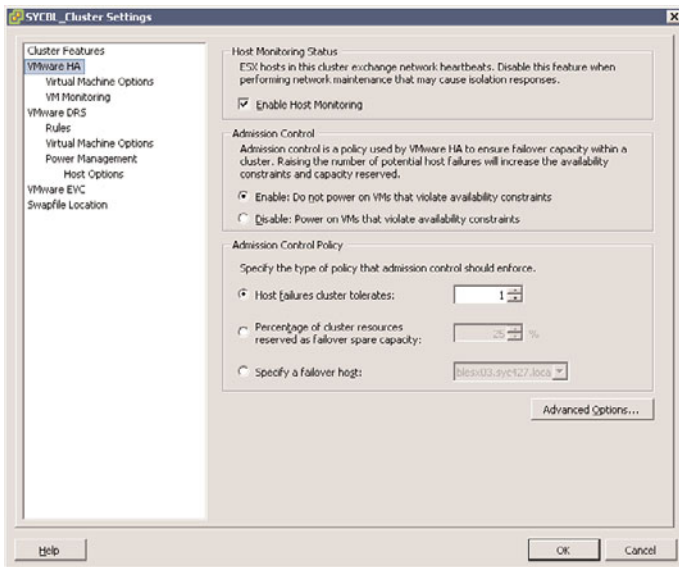 SYCBL_Cluster Settings
Cluster Features
VMware HA
Virtual Machine Options
VM Monitoring
VMware DRS
Rules
Virtual Machine Options
Power Management
Host Options
VMware EVC
Swapfile Location
Host Monitoring Status
ESX hosts in this cluster exchange network heartbeats. Disable this feature when
performing network maintenance that may cause isolation responses.
Enable Host Monitoring
Admission Control
Admission control is a policy used by VMware HA to ensure failover capacity within a
cluster. Raising the number of potential host failures will increase the availability
constraints and capacity reserved.
Enable: Do not power on VMs that violate availability constraints
Disable: Power on VMs that violate availability constraints
Admission Control Policy
Specify the type of policy that admission control should enforce.
Host failures cluster tolerates:
1
Percentage of cluster resources
reserved as failover spare capacity:
25 %
Specify a failover host:
blesx03.syc427.loca
Advanced Options...
Help
OK
Cancel